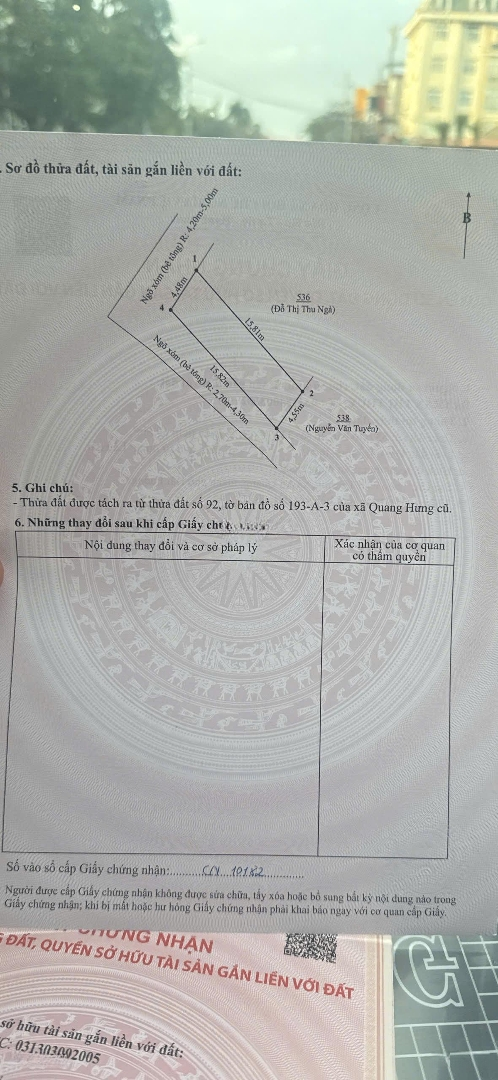 . Sơ đồ thửa đất, tài sản gắn liền với đất:
B
Ngõ xóm (bê tông) R: 4,20m-5,00m
1
4,48m
4
536
(Đỗ Thị Thu Ngà)
15,81m
Ngõ xóm (bê tông) R: 2,70m-4,30m
15,82m
2
4,55m
3
538
(Nguyễn Văn Tuyển)
5. Ghi chú:
- Thửa đất được tách ra từ thửa đất số 92, tờ bản đồ số 193-A-3 của xã Quang Hưng cũ.
6. Những thay đổi sau khi cấp Giấy
Nội dung thay đổi và cơ sở pháp lý
Xác nhận của cơ quan
có thẩm quyền
Số vào sổ cấp Giấy chứng nhận:..........CN 10182..............
Người được cấp Giấy chứng nhận không được sửa chữa, tẩy xóa hoặc bổ sung bất kỳ nội dung nào trong
Giấy chứng nhận; khi bị mất hoặc hư hỏng Giấy chứng nhận phải khai báo ngay với cơ quan cấp Giấy.
CHỨNG NHẬN
ĐẤT, QUYỀN SỞ HỮU TÀI SẢN GẮN LIỀN VỚI ĐẤT
sở hữu tài sản gắn liền với đất:
C: 031303002005
G